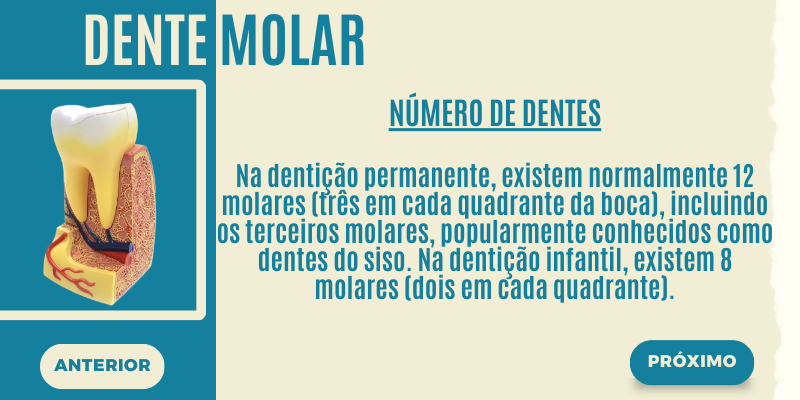 DENTE MOLAR
NÚMERO DE DENTES
Na dentição permanente, existem normalmente 12
molares (três em cada quadrante da boca), incluindo
os terceiros molares, popularmente conhecidos como
dentes do siso. Na dentição infantil, existem 8
molares (dois em cada quadrante).
ANTERIOR
PRÓXIMO